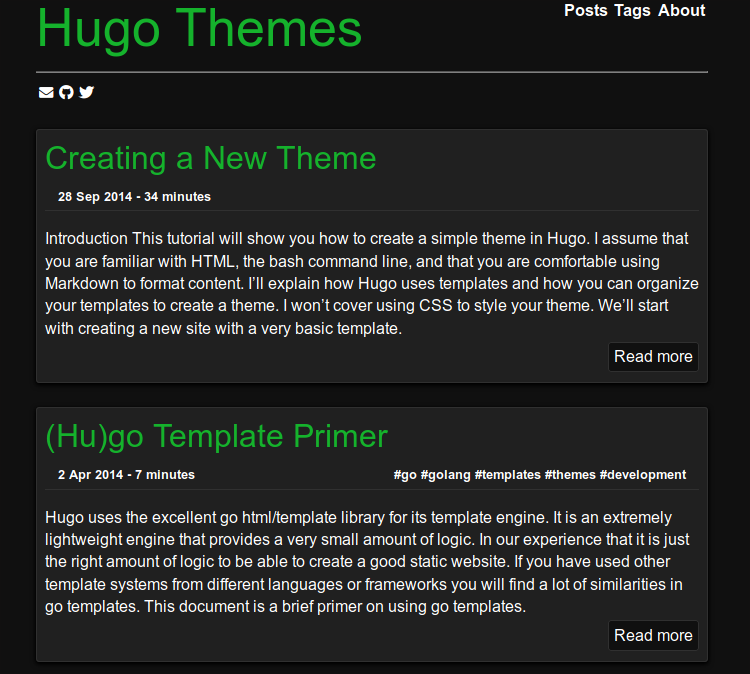 Hugo Themes
Posts Tags About
Creating a New Theme
28 Sep 2014 - 34 minutes
Introduction This tutorial will show you how to create a simple theme in Hugo. I assume that
you are familiar with HTML, the bash command line, and that you are comfortable using
Markdown to format content. I’ll explain how Hugo uses templates and how you can organize
your templates to create a theme. I won’t cover using CSS to style your theme. We’ll start
with creating a new site with a very basic template.
Read more
(Hu)go Template Primer
2 Apr 2014 - 7 minutes #go #golang #templates #themes #development
Hugo uses the excellent go html/template library for its template engine. It is an extremely
lightweight engine that provides a very small amount of logic. In our experience that it is just
the right amount of logic to be able to create a good static website. If you have used other
template systems from different languages or frameworks you will find a lot of similarities in
go templates. This document is a brief primer on using go templates.
Read more